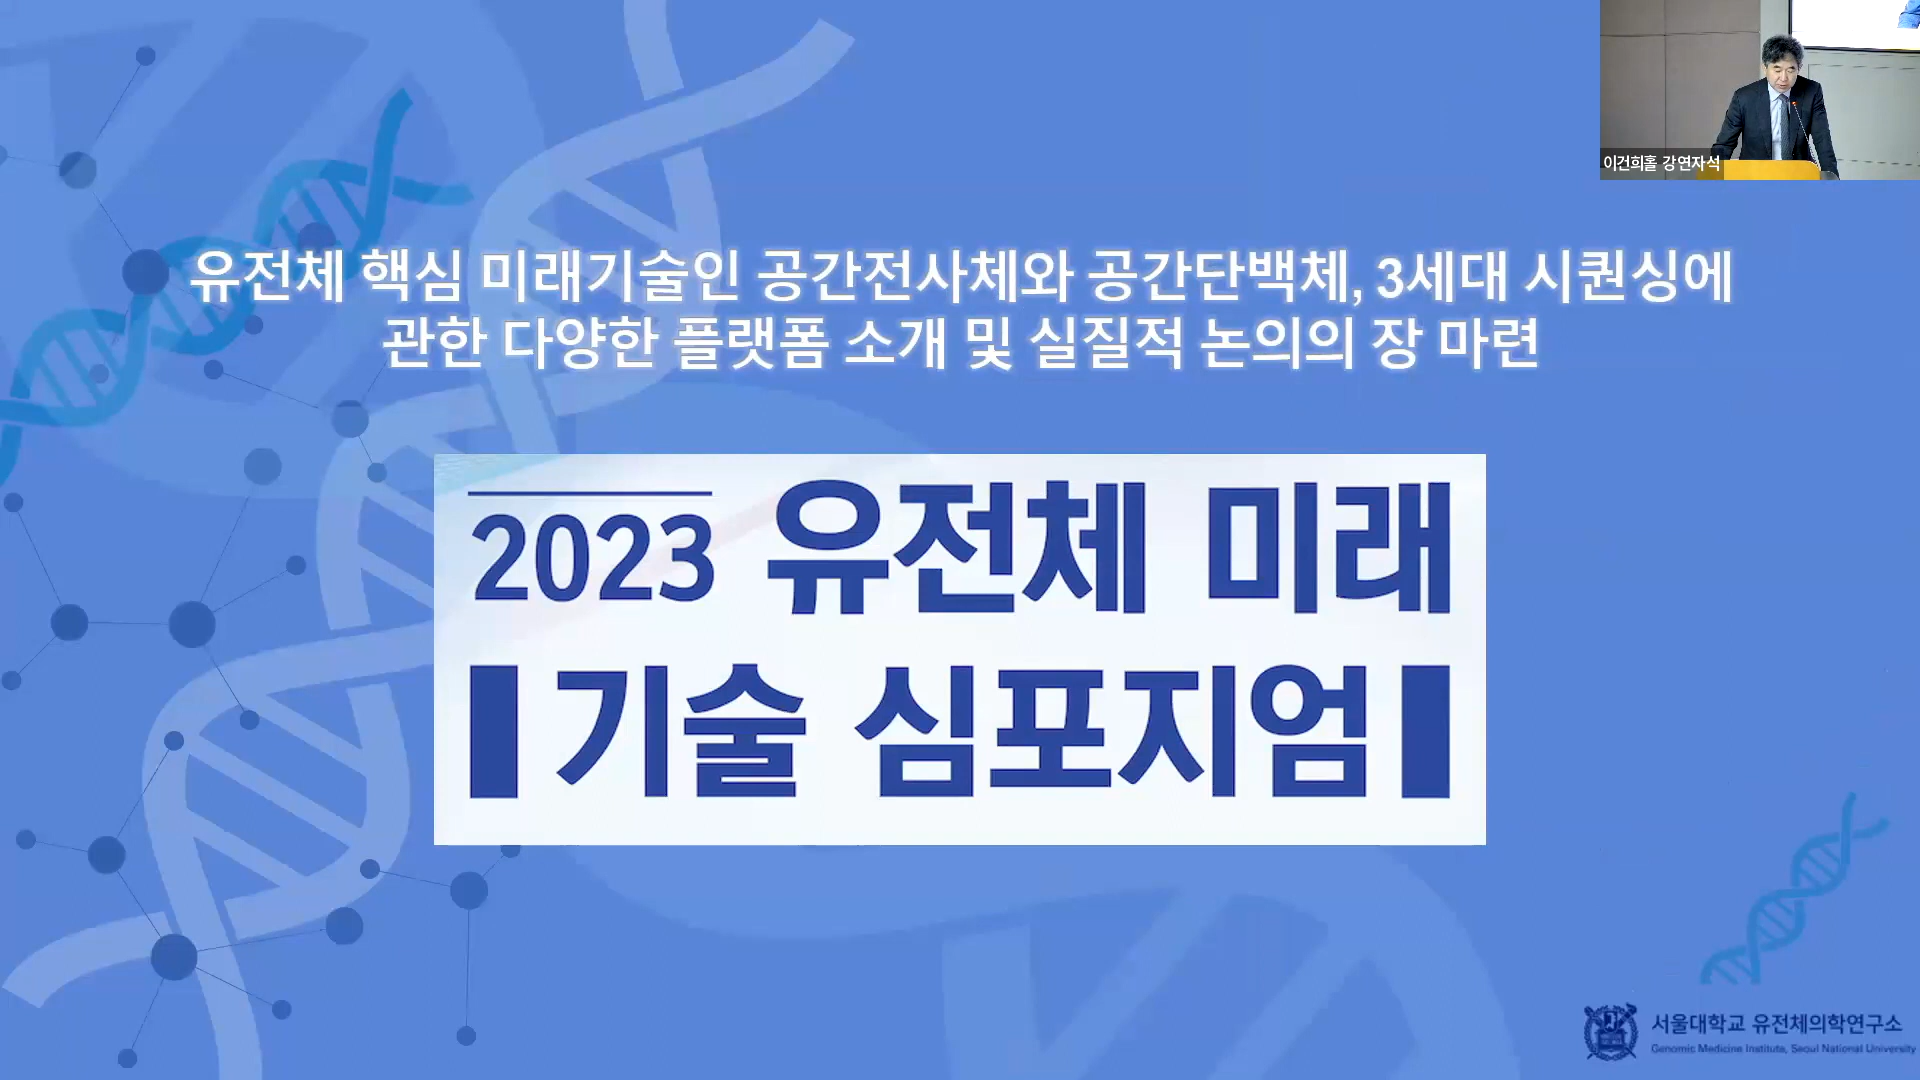 이건희홀 강연자석
유전체 핵심 미래기술인 공간전사체와 공간단백체, 3세대 시퀀싱에
관한 다양한 플랫폼 소개 및 실질적 논의의 장 마련
2023 유전체 미래
기술 심포지엄
서울대학교 유전체의학연구소
Genomic Medicine Institute, Seoul National University